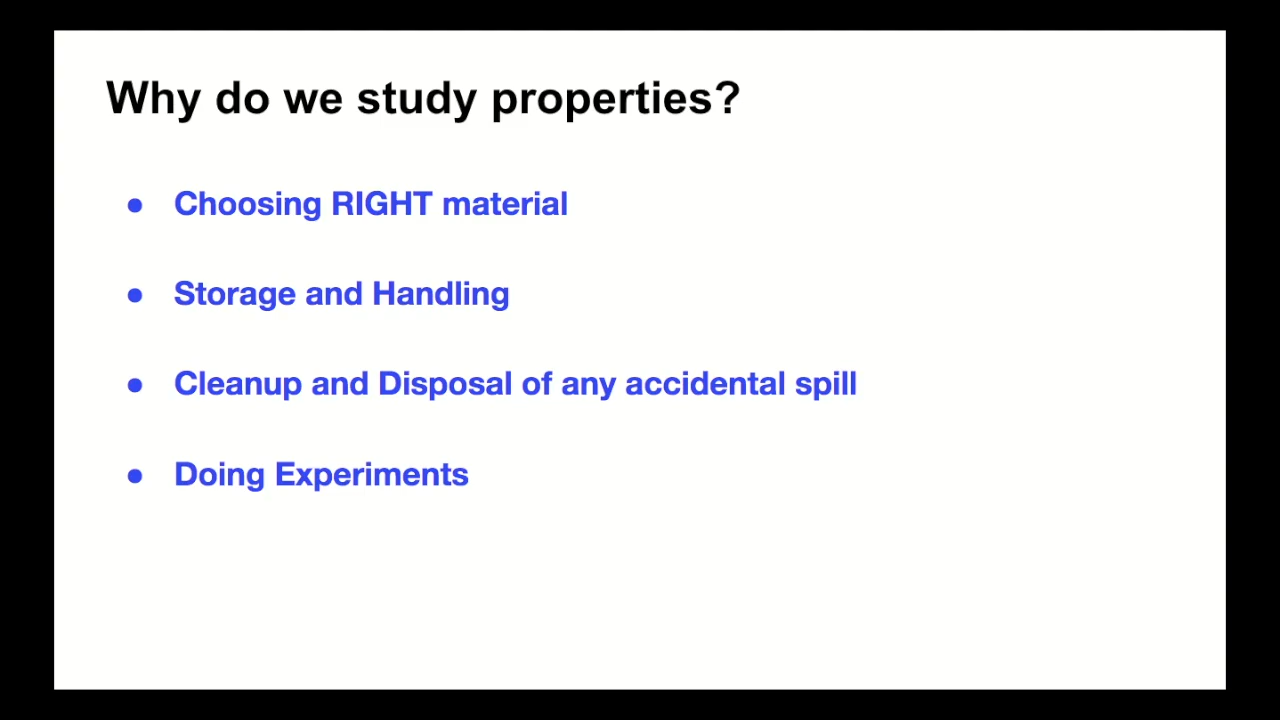 Why do we study properties?
● Choosing RIGHT material
● Storage and Handling
● Cleanup and Disposal of any accidental spill
● Doing Experiments